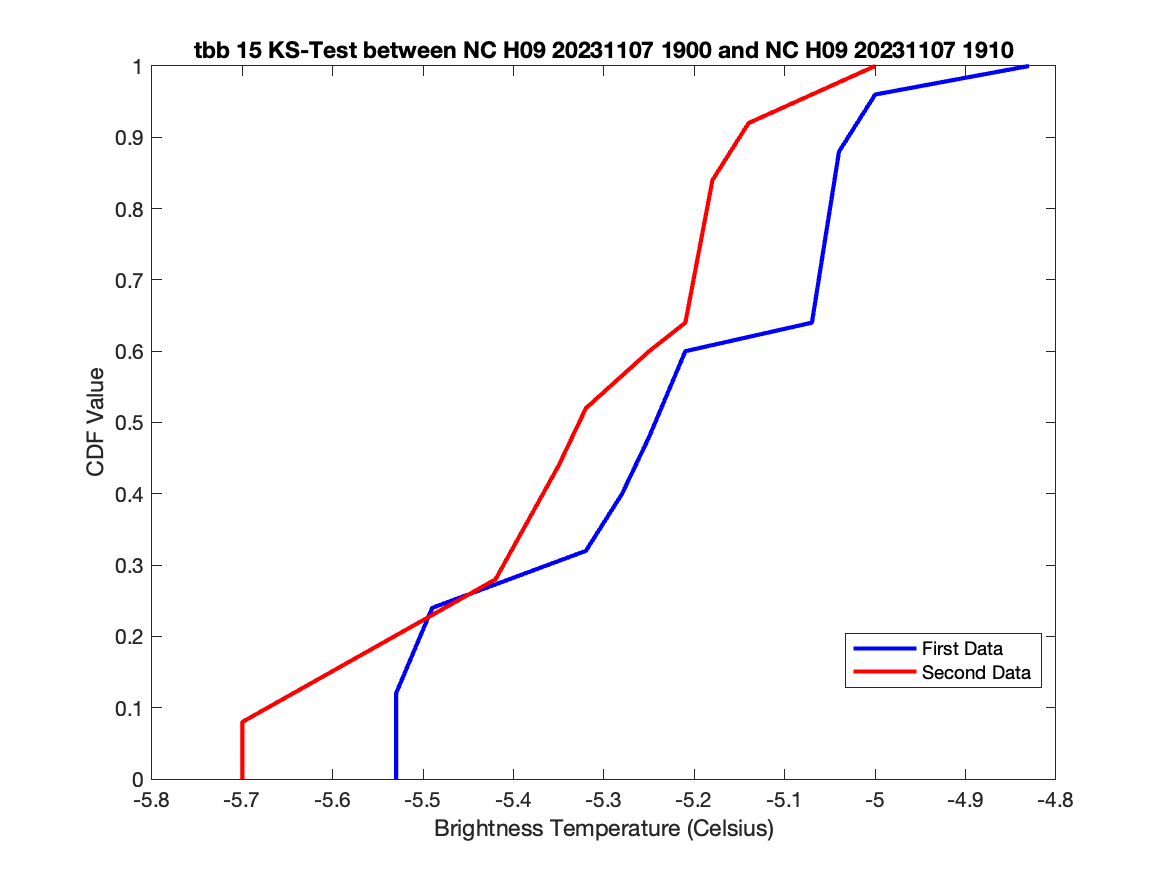 tbb 15 KS-Test between NC H09 20231107 1900 and NC H09 20231107 1910
1
0.9
0.8
0.7
0.6
0.5
0.4
0.3
0.2
0.1
0
CDF Value
First Data
Second Data
-5.8 -5.7 -5.6 -5.5 -5.4 -5.3 -5.2 -5.1 -5 -4.9 -4.8
Brightness Temperature (Celsius)